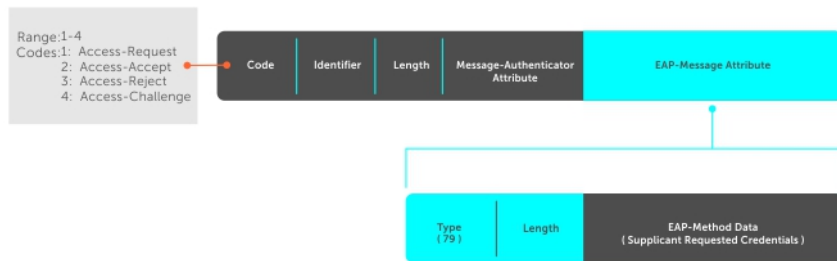 Range:1-4
Codes:1: Access-Request
2: Access-Accept
3: Access-Reject
4: Access-Challenge
Code
Identifier
Length
Message-Authenticator
Attribute
EAP-Message Attribute
Type
( 79 )
Length
EAP-Method Data
( Supplicant Requested Credentials )